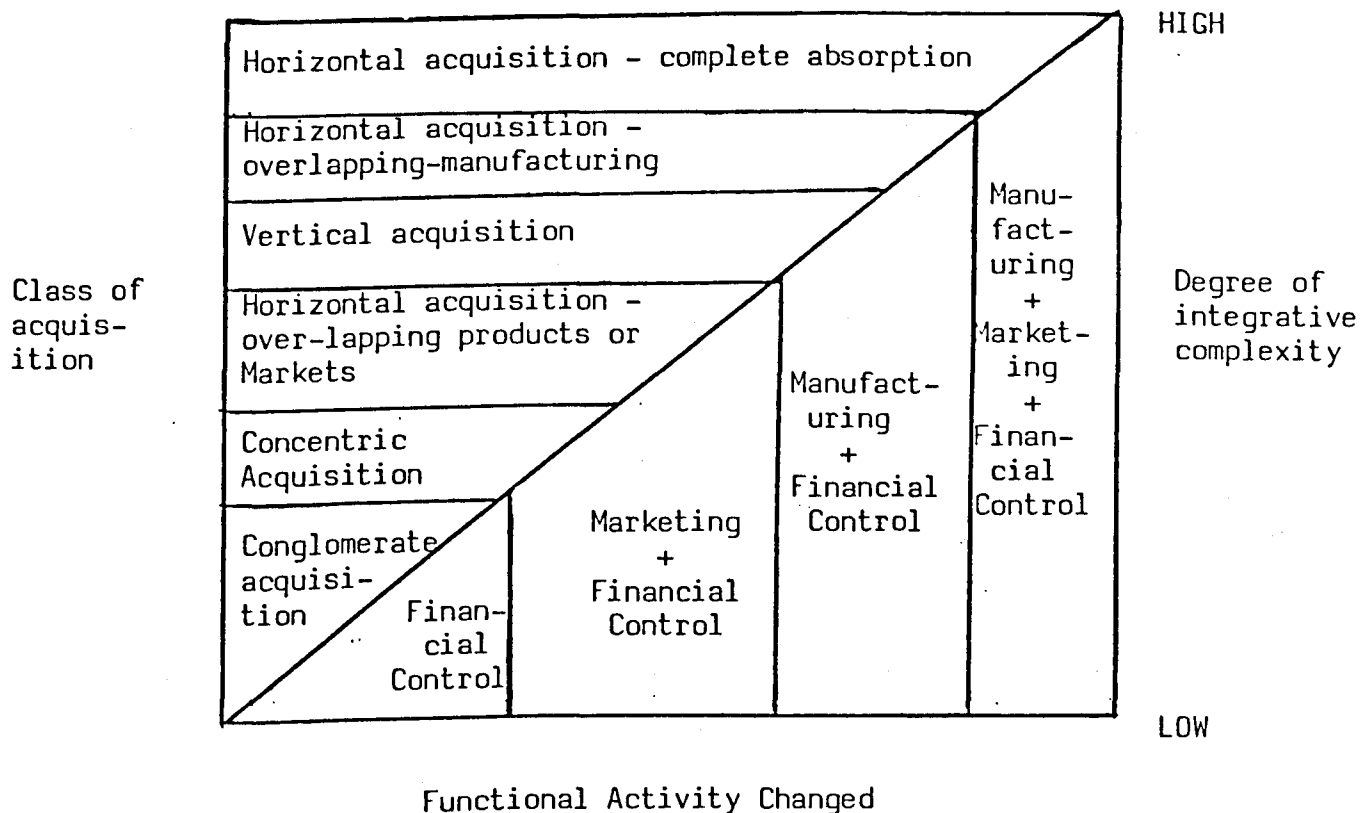 HIGH
Horizontal acquisition - complete absorption
Horizontal acquisition -
overlapping-manufacturing
Vertical acquisition
Horizontal acquisition -
over-lapping products or
Markets
Concentric
Acquisition
Conglomerate
acquisi-
tion
Class of
acquis-
ition
Finan-
cial
Control
Marketing
+
Financial
Control
Manufact-
uring
+
Financial
Control
Manu-
fact-
uring
+
Market-
ing
+
Finan-
cial
Control
Degree of
integrative
complexity
LOW
Functional Activity Changed